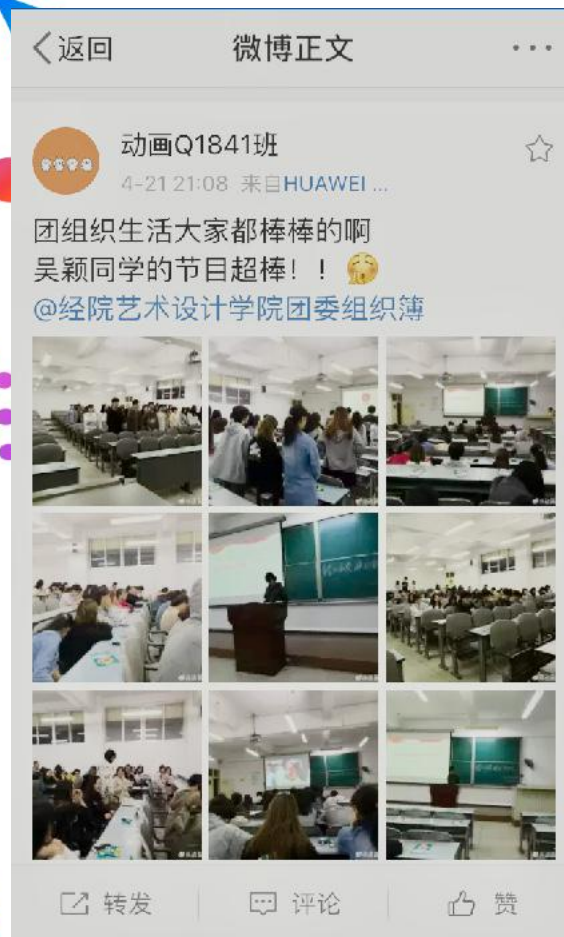 返回
微博正文
动画Q1841班
4-21 21:08 来自HUAWEI ...
团组织生活大家都棒棒的啊
吴颖同学的节目超棒！！
@经院艺术设计学院团委组织簿
转发
评论
赞